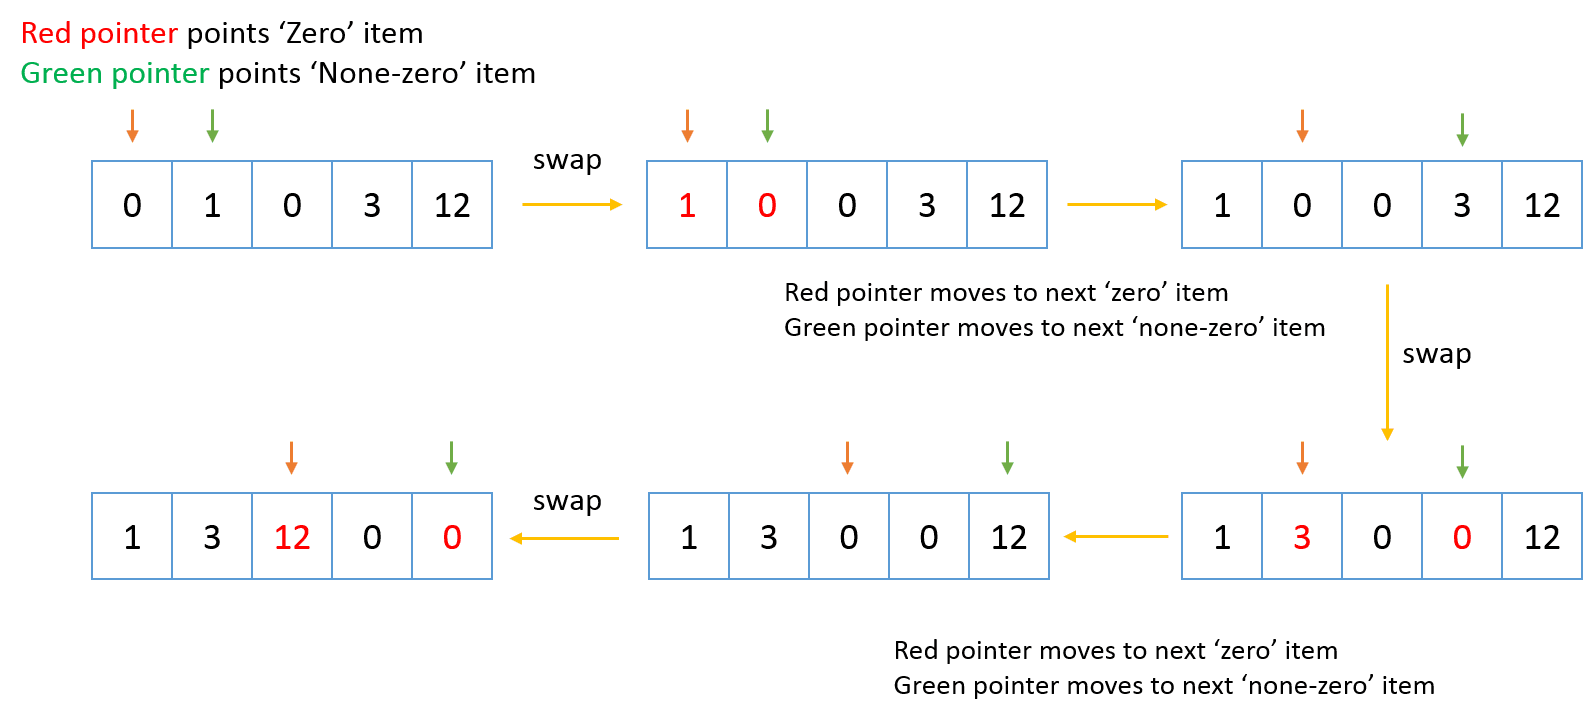 Red pointer points ‘Zero’ item
Green pointer points ‘None-zero’ item
0 1 0 3 12
swap
1 0 0 3 12
1 0 0 3 12
Red pointer moves to next ‘zero’ item
Green pointer moves to next ‘none-zero’ item
swap
1 3 12 0 0
swap
1 3 0 0 12
1 3 0 0 12
Red pointer moves to next ‘zero’ item
Green pointer moves to next ‘none-zero’ item